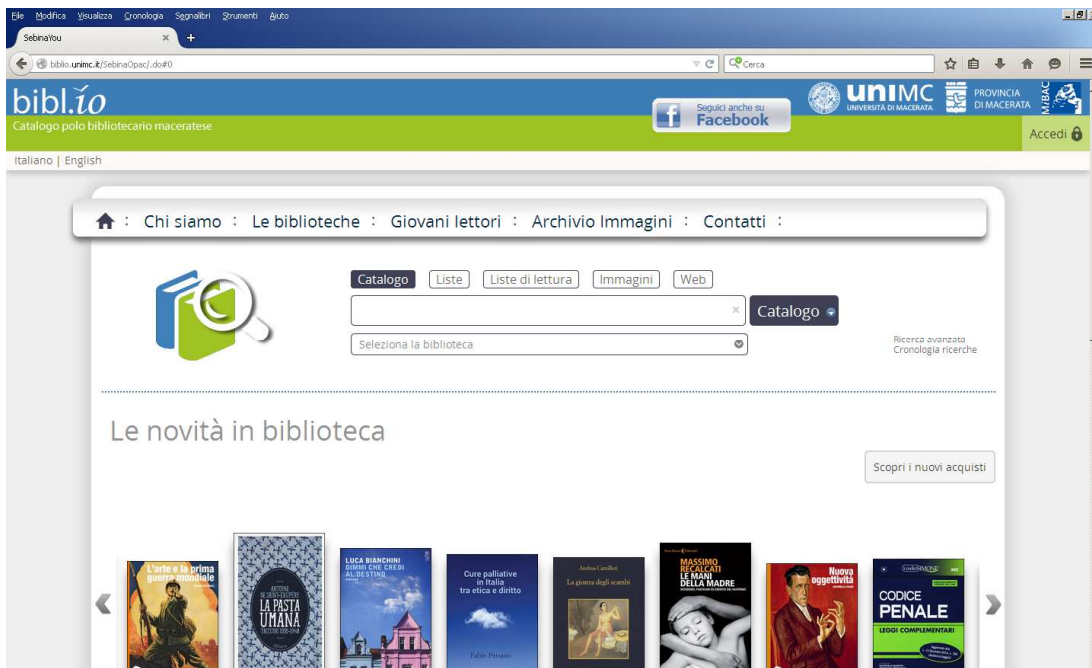 File Modifica Visualizza Cronologia Segnalibri Strumenti Aiuto
SebinaYou × +
biblio.unimc.it/SebinaOpac/.do#0 Cerca
bibl.ío
Catalogo polo bibliotecario maceratese
Seguici anche su
Facebook
UNIMC
UNIVERSITÀ DI MACERATA
PROVINCIA
DI MACERATA
MiBAC
Accedi
Italiano | English
Chi siamo : Le biblioteche : Giovani lettori : Archivio Immagini : Contatti :
Catalogo Liste Liste di lettura Immagini Web
Catalogo
Seleziona la biblioteca
Ricerca avanzata
Cronologia ricerche
Le novità in biblioteca
Scopri i nuovi acquisti
L'arte e la prima
guerra mondiale
ANTOINE
DE SAINT-EXUPÉRY
LA PASTA
UMANA
LUCA BIANCHINI
DIMMI CHE CREDI
AL DESTINO
Cure palliative
in Italia
tra etica e diritto
Fabio Persano
Andrea Camilleri
La giostra degli scambi
MASSIMO
RECALCATI
LE MANI
DELLA MADRE
Nuova
oggettività
CODICE
PENALE
LEGGI COMPLEMENTARI